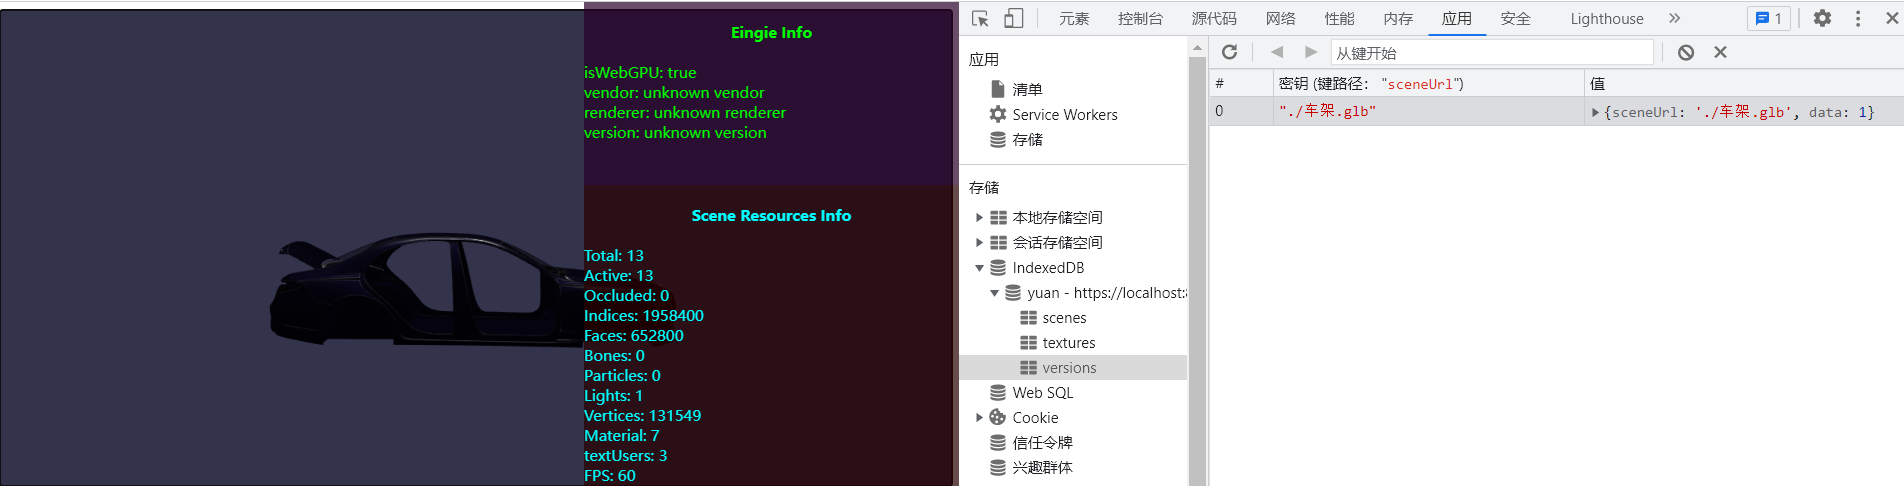 Eingie Info
isWebGPU: true
vendor: unknown vendor
renderer: unknown renderer
version: unknown version
Scene Resources Info
Total: 13
Active: 13
Occluded: 0
Indices: 1958400
Faces: 652800
Bones: 0
Particles: 0
Lights: 1
Vertices: 131549
Material: 7
textUsers: 3
FPS: 60
元素 控制台 源代码 网络 性能 内存 应用 安全 Lighthouse » 1
应用
清单
Service Workers
存储
存储
本地存储空间
会话存储空间
IndexedDB
yuan - https://localhost:
scenes
textures
versions
Web SQL
Cookie
信任令牌
兴趣群体
从键开始
# 密钥 (键路径： "sceneUrl") 值
0 "./车架.glb" {sceneUrl: './车架.glb', data: 1}